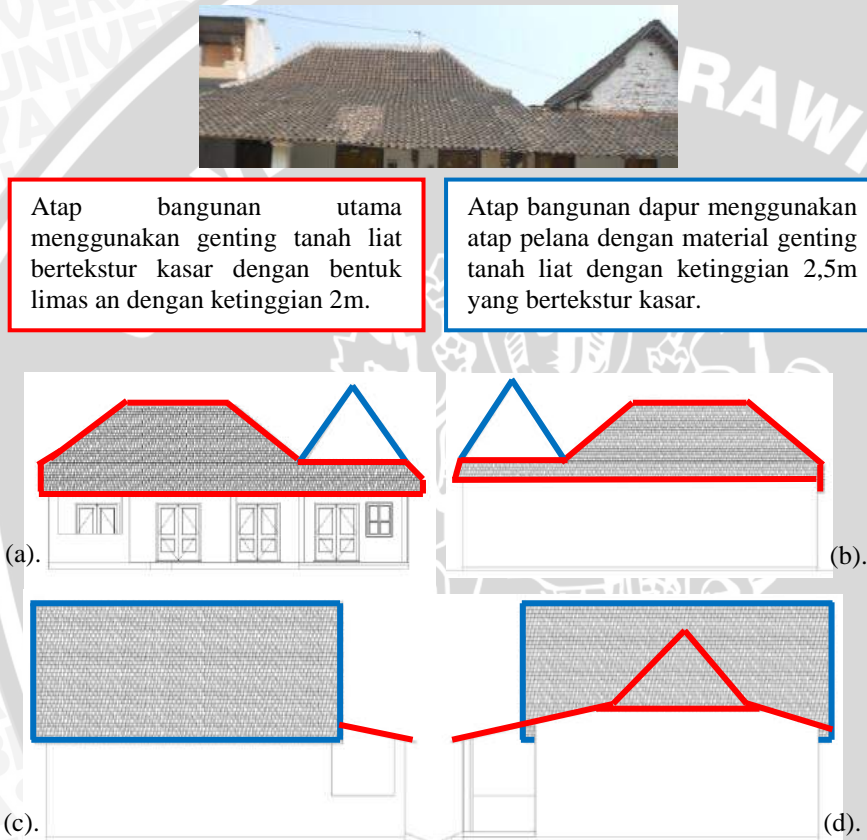 Atap bangunan utama
menggunakan genting tanah liat
bertekstur kasar dengan bentuk
limas an dengan ketinggian 2m.
Atap bangunan dapur menggunakan
atap pelana dengan material genting
tanah liat dengan ketinggian 2,5m
yang bertekstur kasar.
(a).
(b).
(c).
(d).